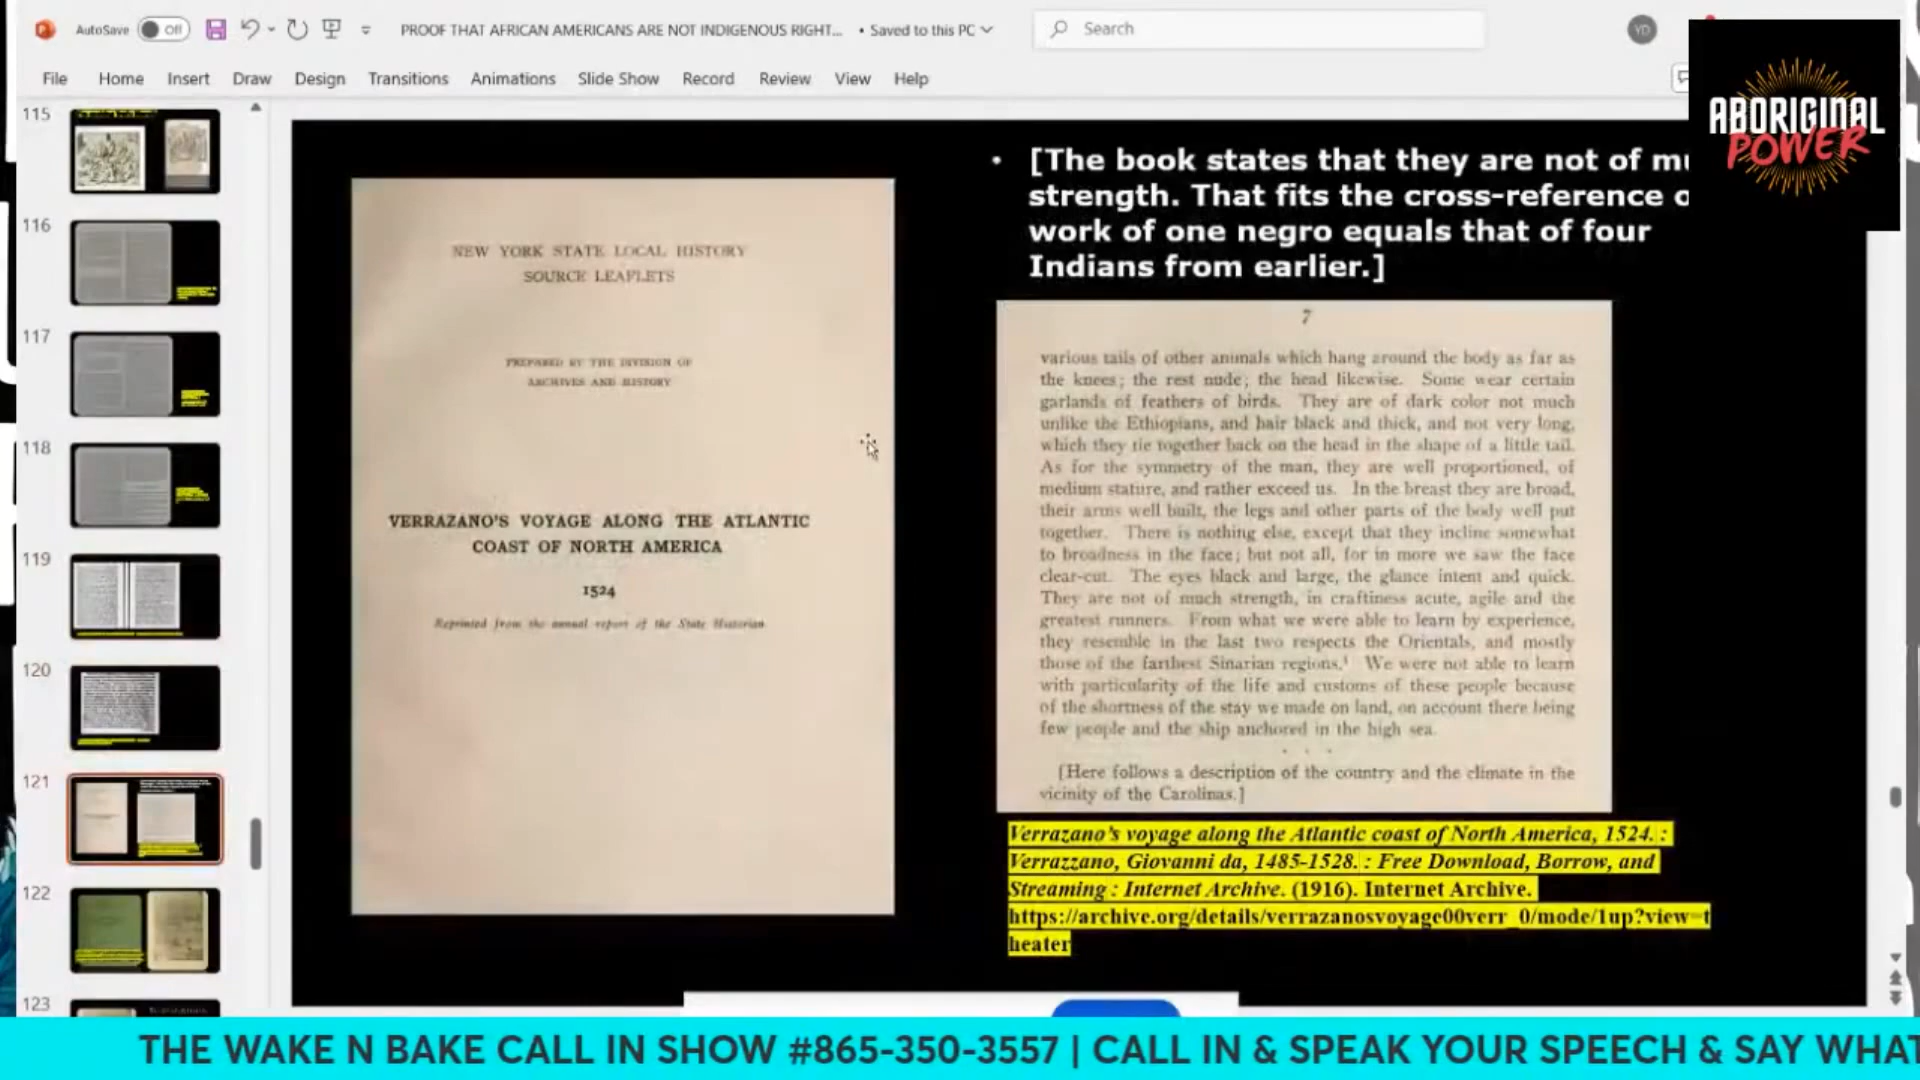 AutoSave Off PROOF THAT AFRICAN AMERICANS ARE NOT INDIGENOUS RIGHT... • Saved to this PC Search YD
File Home Insert Draw Design Transitions Animations Slide Show Record Review View Help
ABORIGINAL
POWER
115
116
117
118
119
120
121
122
123
NEW YORK STATE LOCAL HISTORY
SOURCE LEAFLETS
PREPARED BY THE DIVISION OF
ARCHIVES AND HISTORY
VERRAZANO'S VOYAGE ALONG THE ATLANTIC
COAST OF NORTH AMERICA
1524
Reprinted from the annual report of the State Historian
• [The book states that they are not of
strength. That fits the cross-reference
work of one negro equals that of four
Indians from earlier.]
7
various tails of other animals which hang around the body as far as
the knees; the rest nude; the head likewise. Some wear certain
garlands of feathers of birds. They are of dark color not much
unlike the Ethiopians, and hair black and thick, and not very long,
which they tie together back on the head in the shape of a little tail.
As for the symmetry of the man, they are well proportioned, of
medium stature, and rather exceed us. In the breast they are broad,
their arms well built, the legs and other parts of the body well put
together. There is nothing else, except that they incline somewhat
to broadness in the face; but not all, for in more we saw the face
clear-cut. The eyes black and large, the glance intent and quick.
They are not of much strength, in craftiness acute, agile and the
greatest runners. From what we were able to learn by experience,
they resemble in the last two respects the Orientals, and mostly
those of the farthest Sinarian regions.¹ We were not able to learn
with particularity of the life and customs of these people because
of the shortness of the stay we made on land, on account there being
few people and the ship anchored in the high sea.
. . .
[Here follows a description of the country and the climate in the
vicinity of the Carolinas.]
Verrazano's voyage along the Atlantic coast of North America, 1524. :
Verrazzano, Giovanni da, 1485-1528. : Free Download, Borrow, and
Streaming : Internet Archive. (1916). Internet Archive.
https://archive.org/details/verrazanosvoyage00verr_0/mode/1up?view=t
heater
THE WAKE N BAKE CALL IN SHOW #865-350-3557 | CALL IN & SPEAK YOUR SPEECH & SAY WHAT